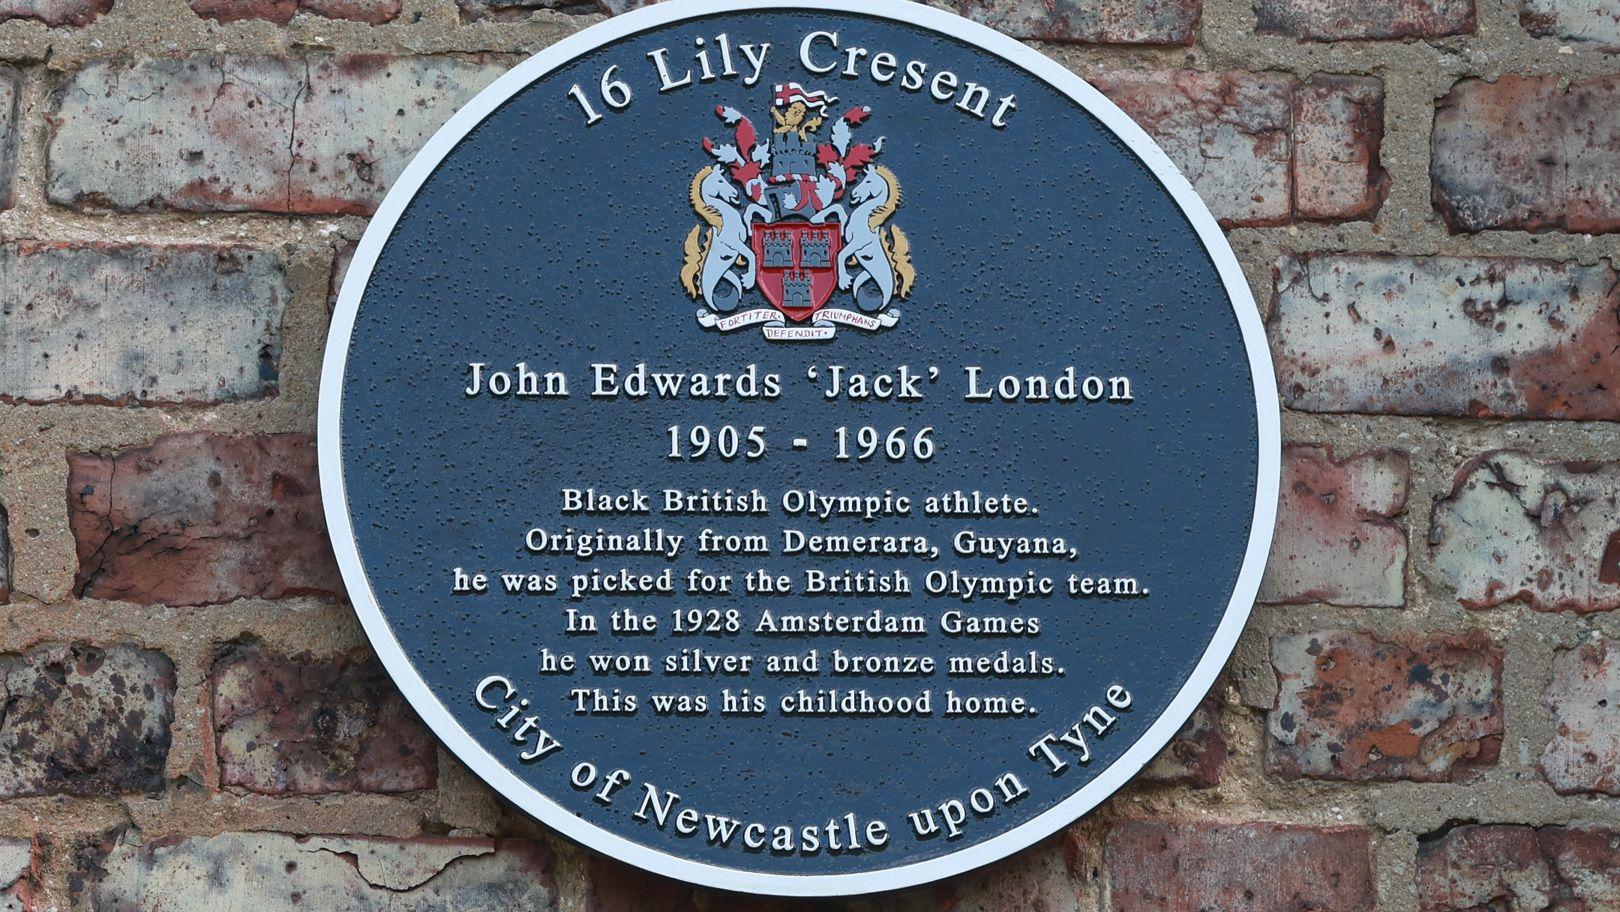 16 Lily Cresent
FORTITER TRIUMPHANS
DEFENDIT
John Edwards ‘Jack’ London
1905 - 1966
Black British Olympic athlete.
Originally from Demerara, Guyana,
he was picked for the British Olympic team.
In the 1928 Amsterdam Games
he won silver and bronze medals.
This was his childhood home.
City of Newcastle upon Tyne